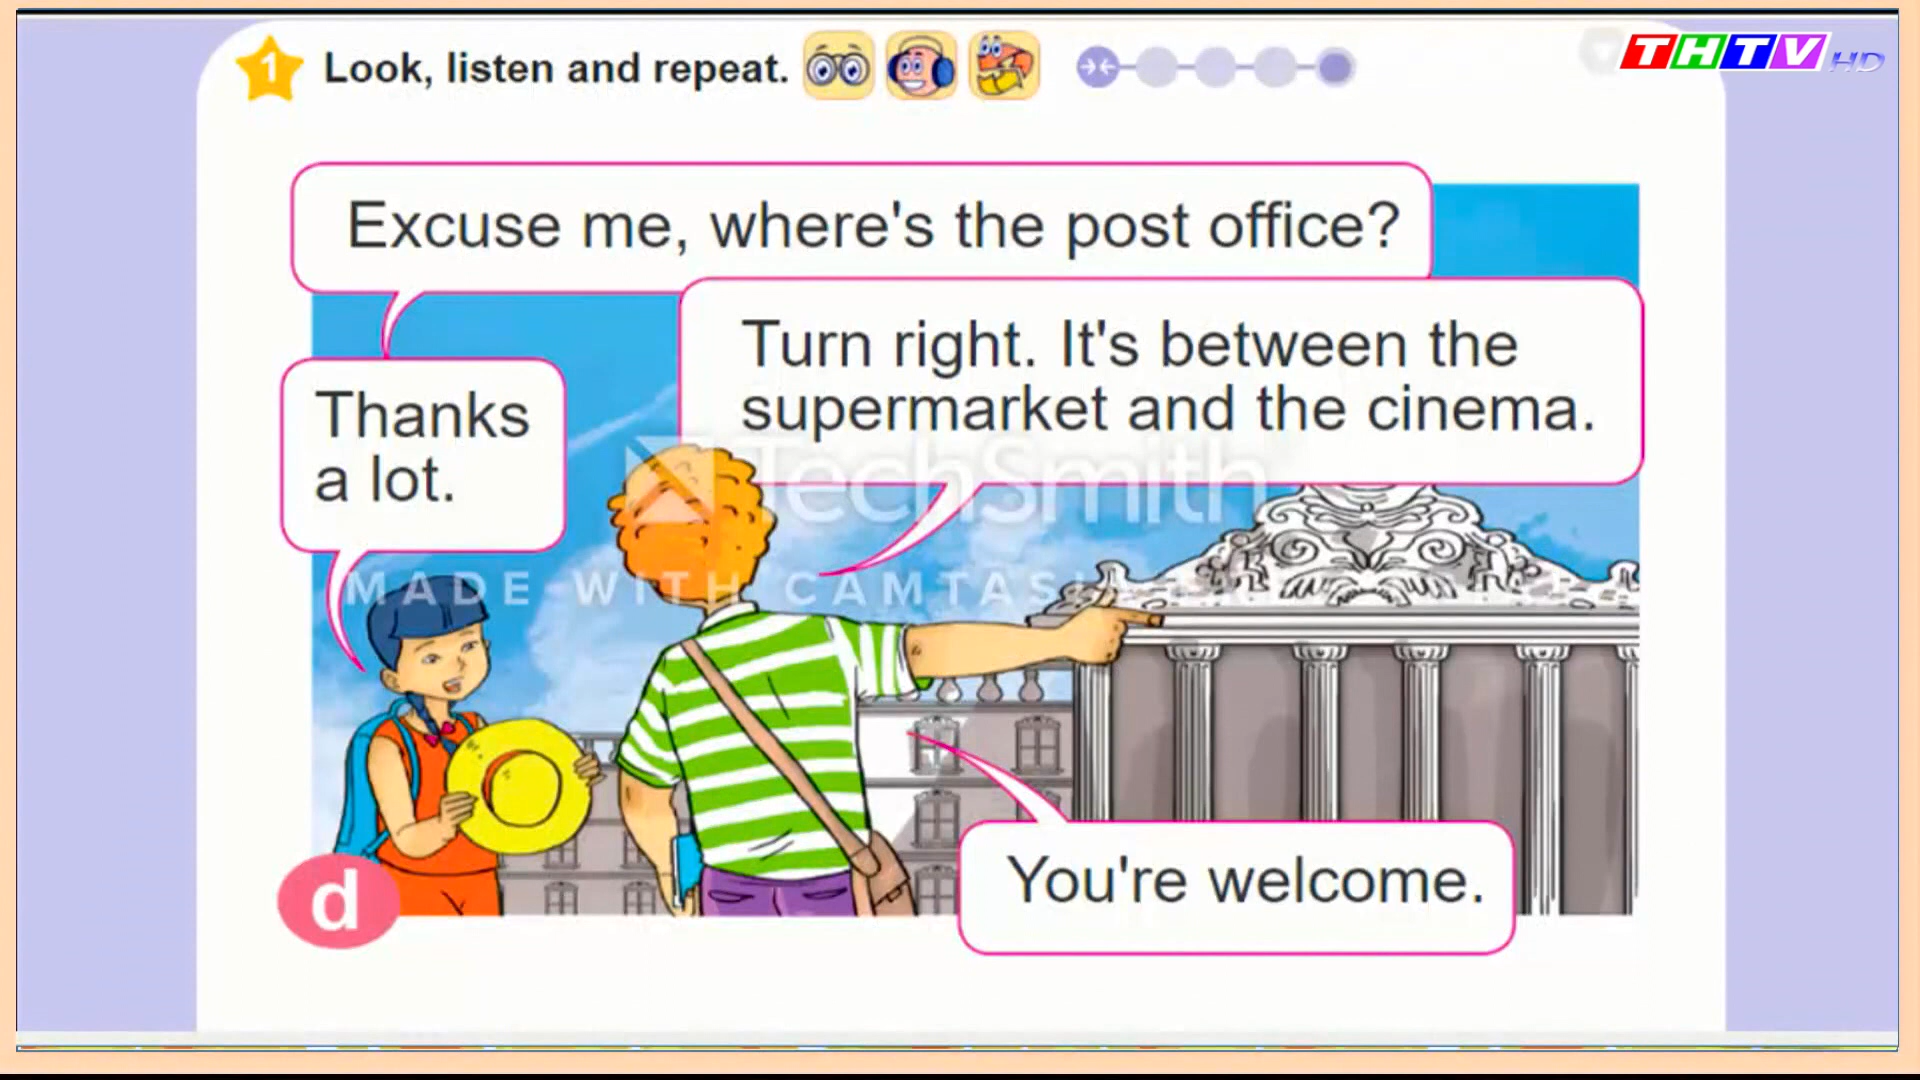 1 Look, listen and repeat.
THTV HD
Excuse me, where's the post office?
Turn right. It's between the
supermarket and the cinema.
Thanks
a lot.
TechSmith
MADE WITH CAMTASIA
You're welcome.
d